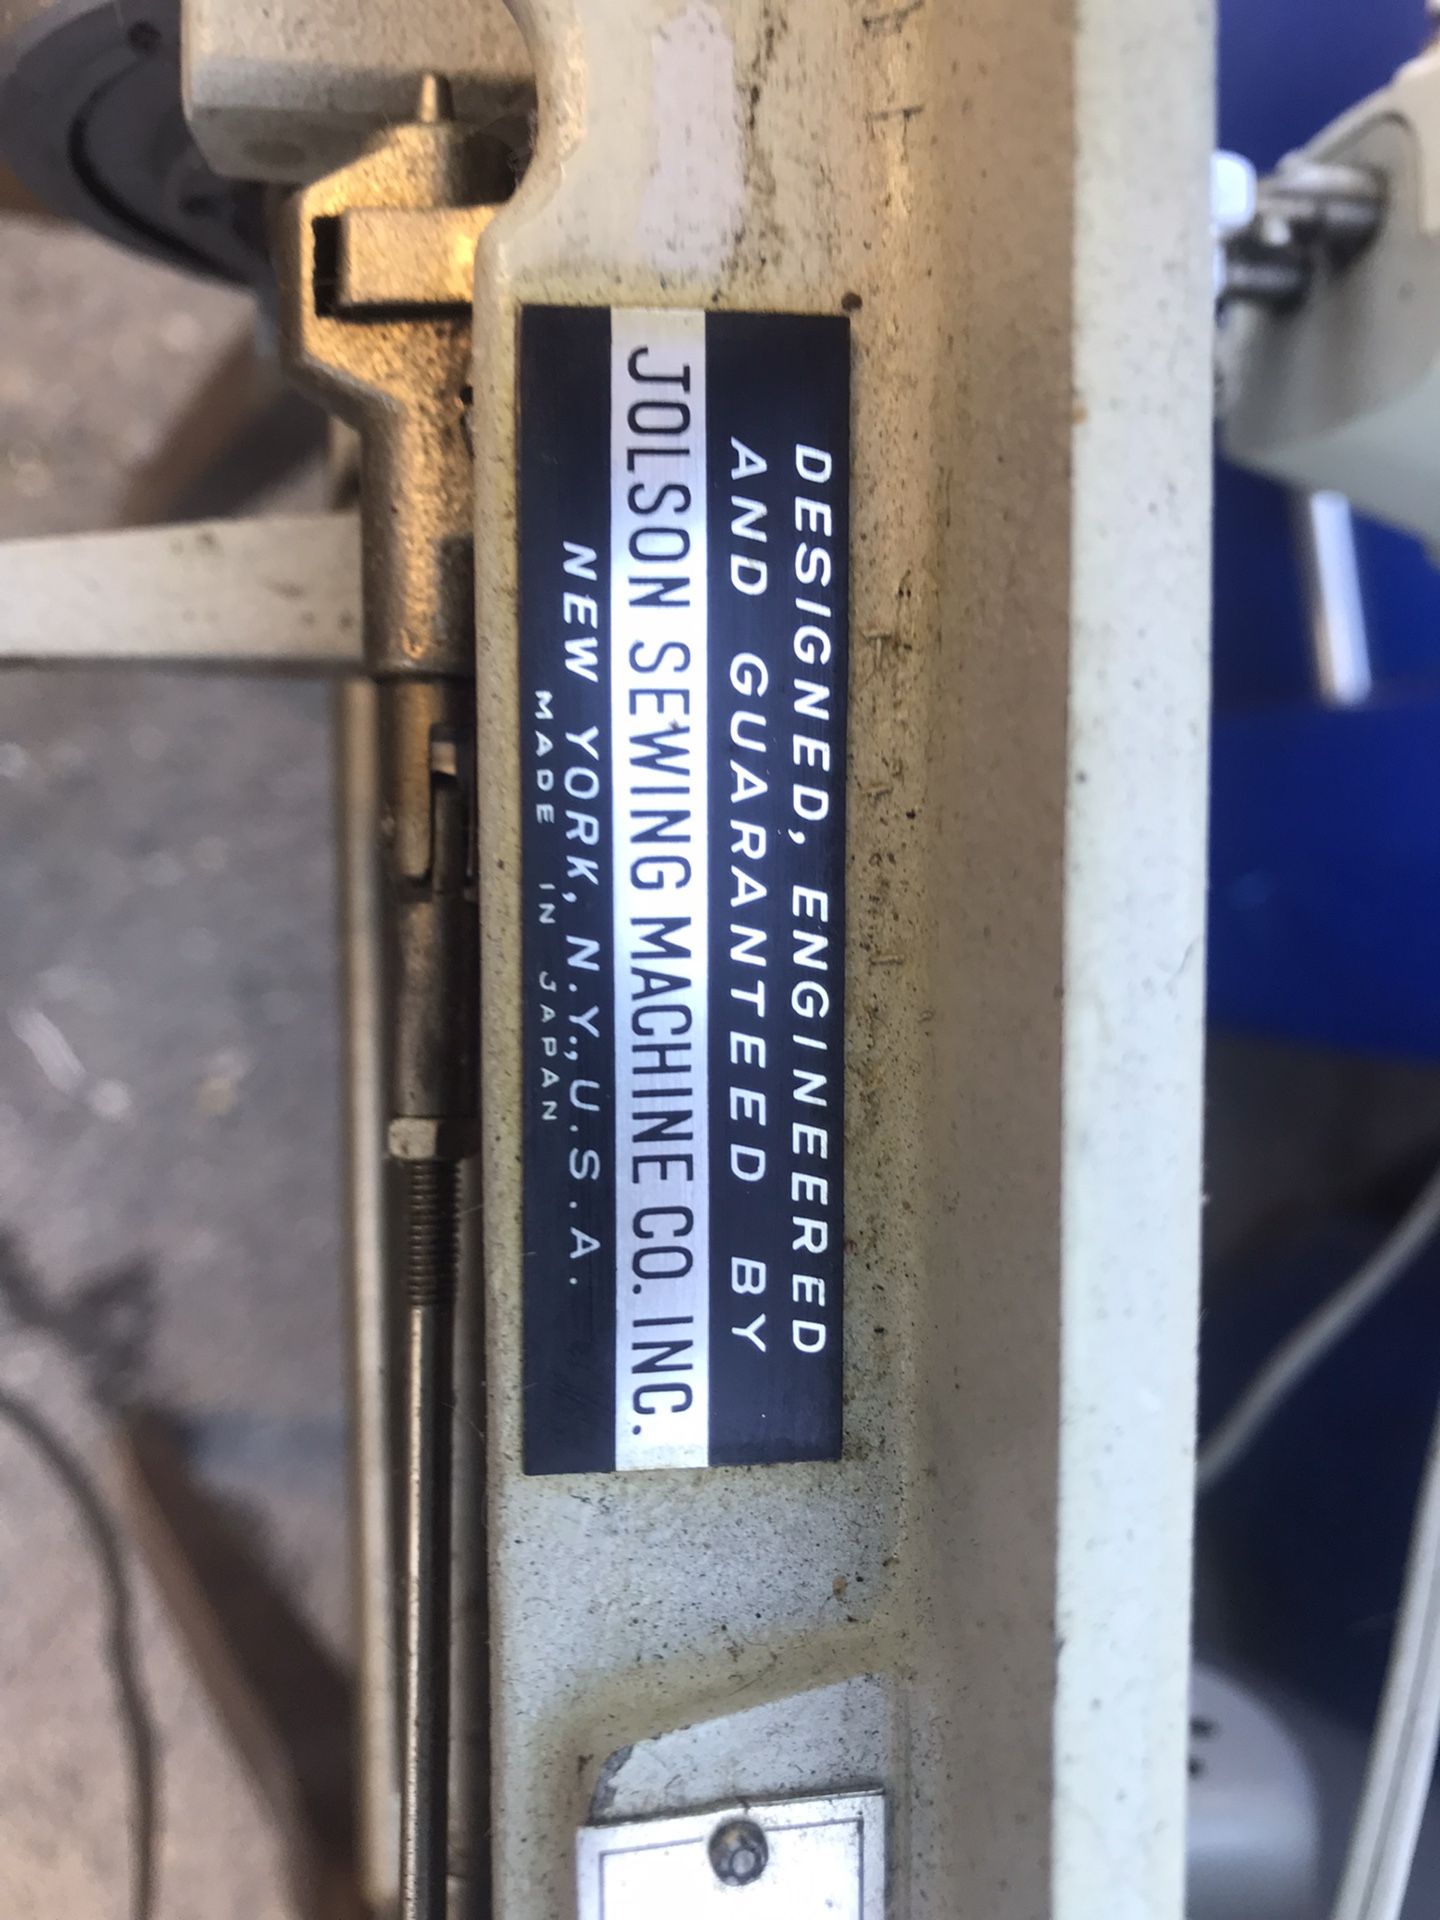 DESIGNED, ENGINEERED
AND GUARANTEED BY
JOLSON SEWING MACHINE CO. INC.
NEW YORK, N.Y., U.S.A.
MADE IN JAPAN